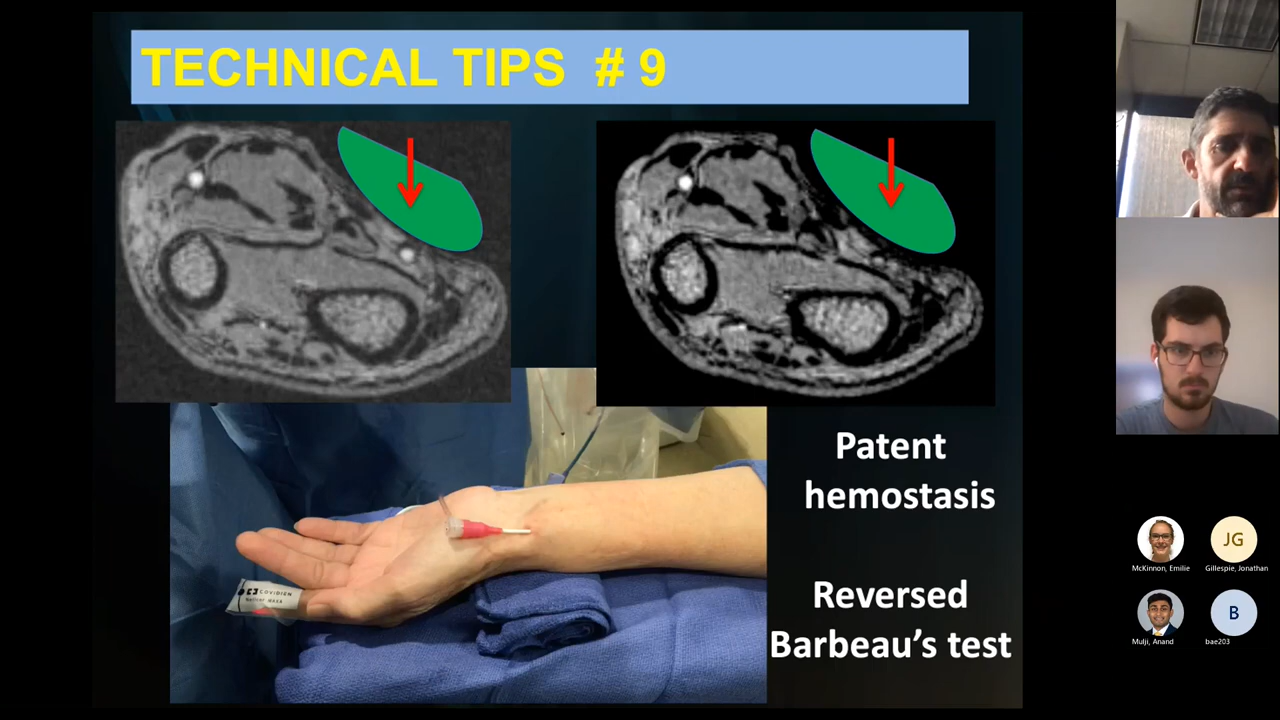 TECHNICAL TIPS # 9
Patent
hemostasis
Reversed
Barbeau's test
COVIDIEN
JG
McKinnon, Emilie
Gillespie, Jonathan
B
Mulji, Anand
bae203